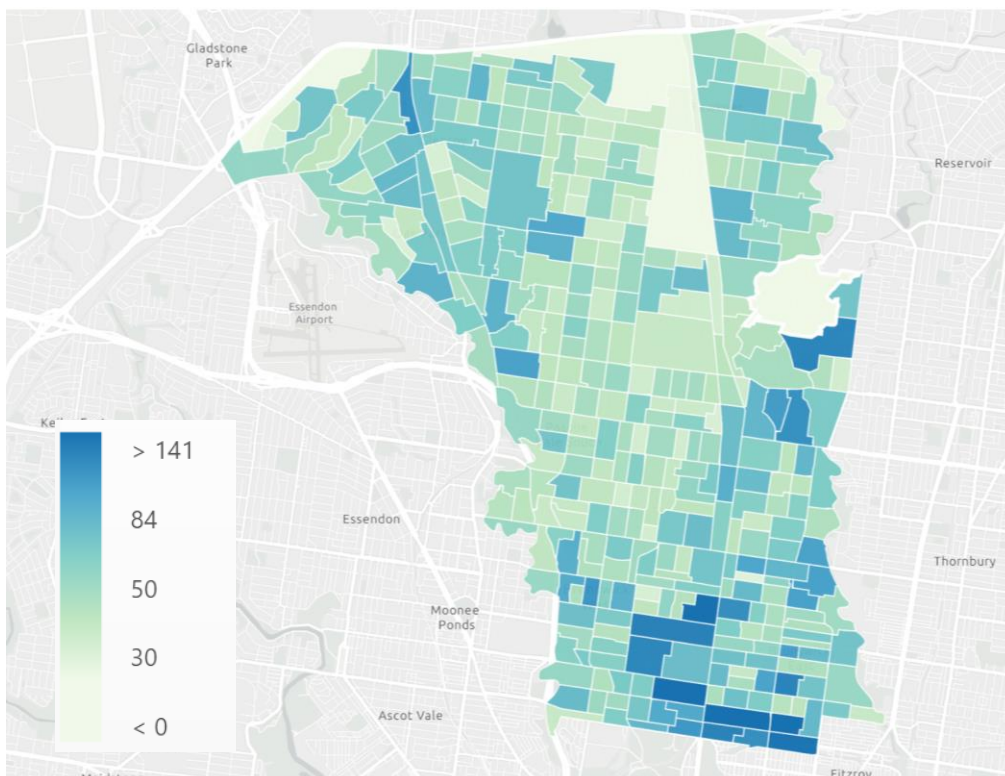 Gladstone
Park
Reservoir
Essendon
Airport
> 141
84
Essendon
50
Thornbury
30
Moonee
Ponds
< 0
Ascot Vale
Fitzroy